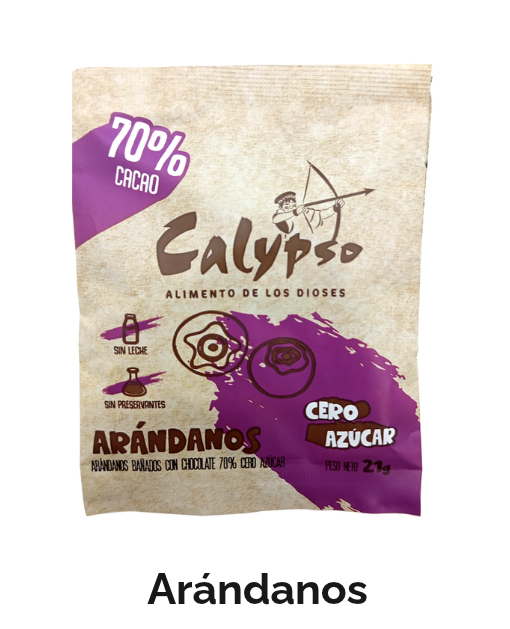 70%
CACAO
Calypso
ALIMENTO DE LOS DIOSES
SIN LECHE
SIN PRESERVANTES
CERO
AZÚCAR
ARÁNDANOS
ARÁNDANOS BAÑADOS CON CHOCOLATE 70% CERO AZÚCAR
PESO NETO 21g
Arándanos